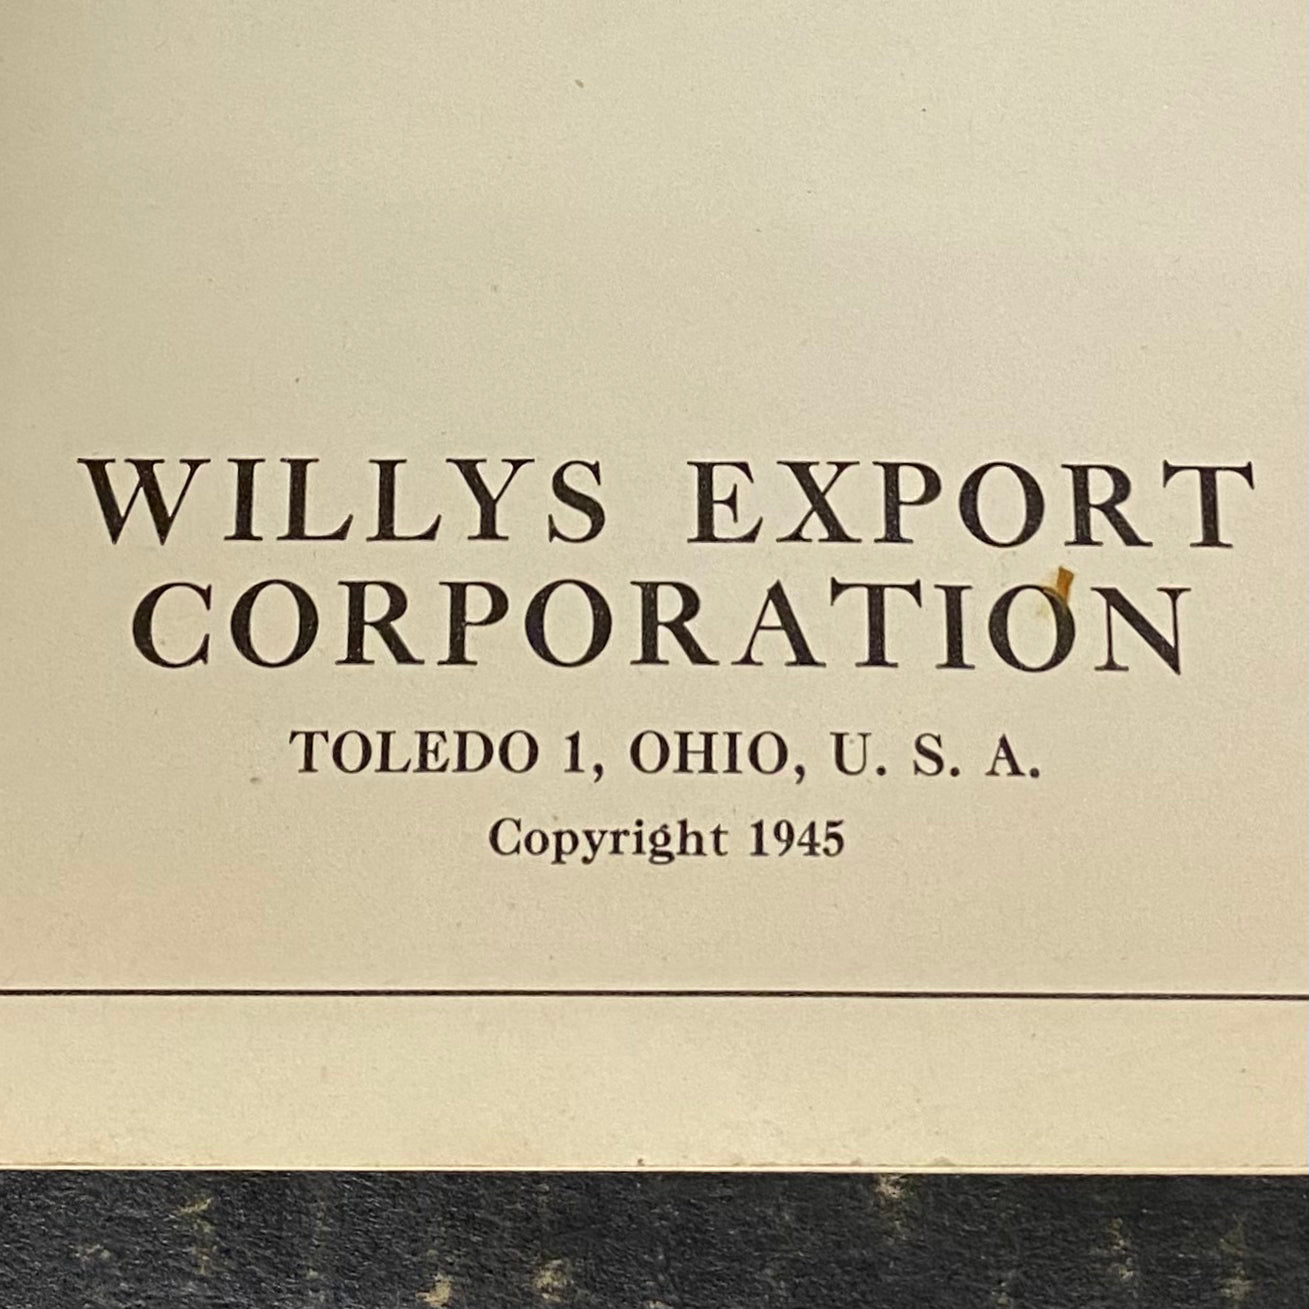 WILLYS EXPORT
CORPORATION
TOLEDO 1, OHIO, U. S. A.
Copyright 1945